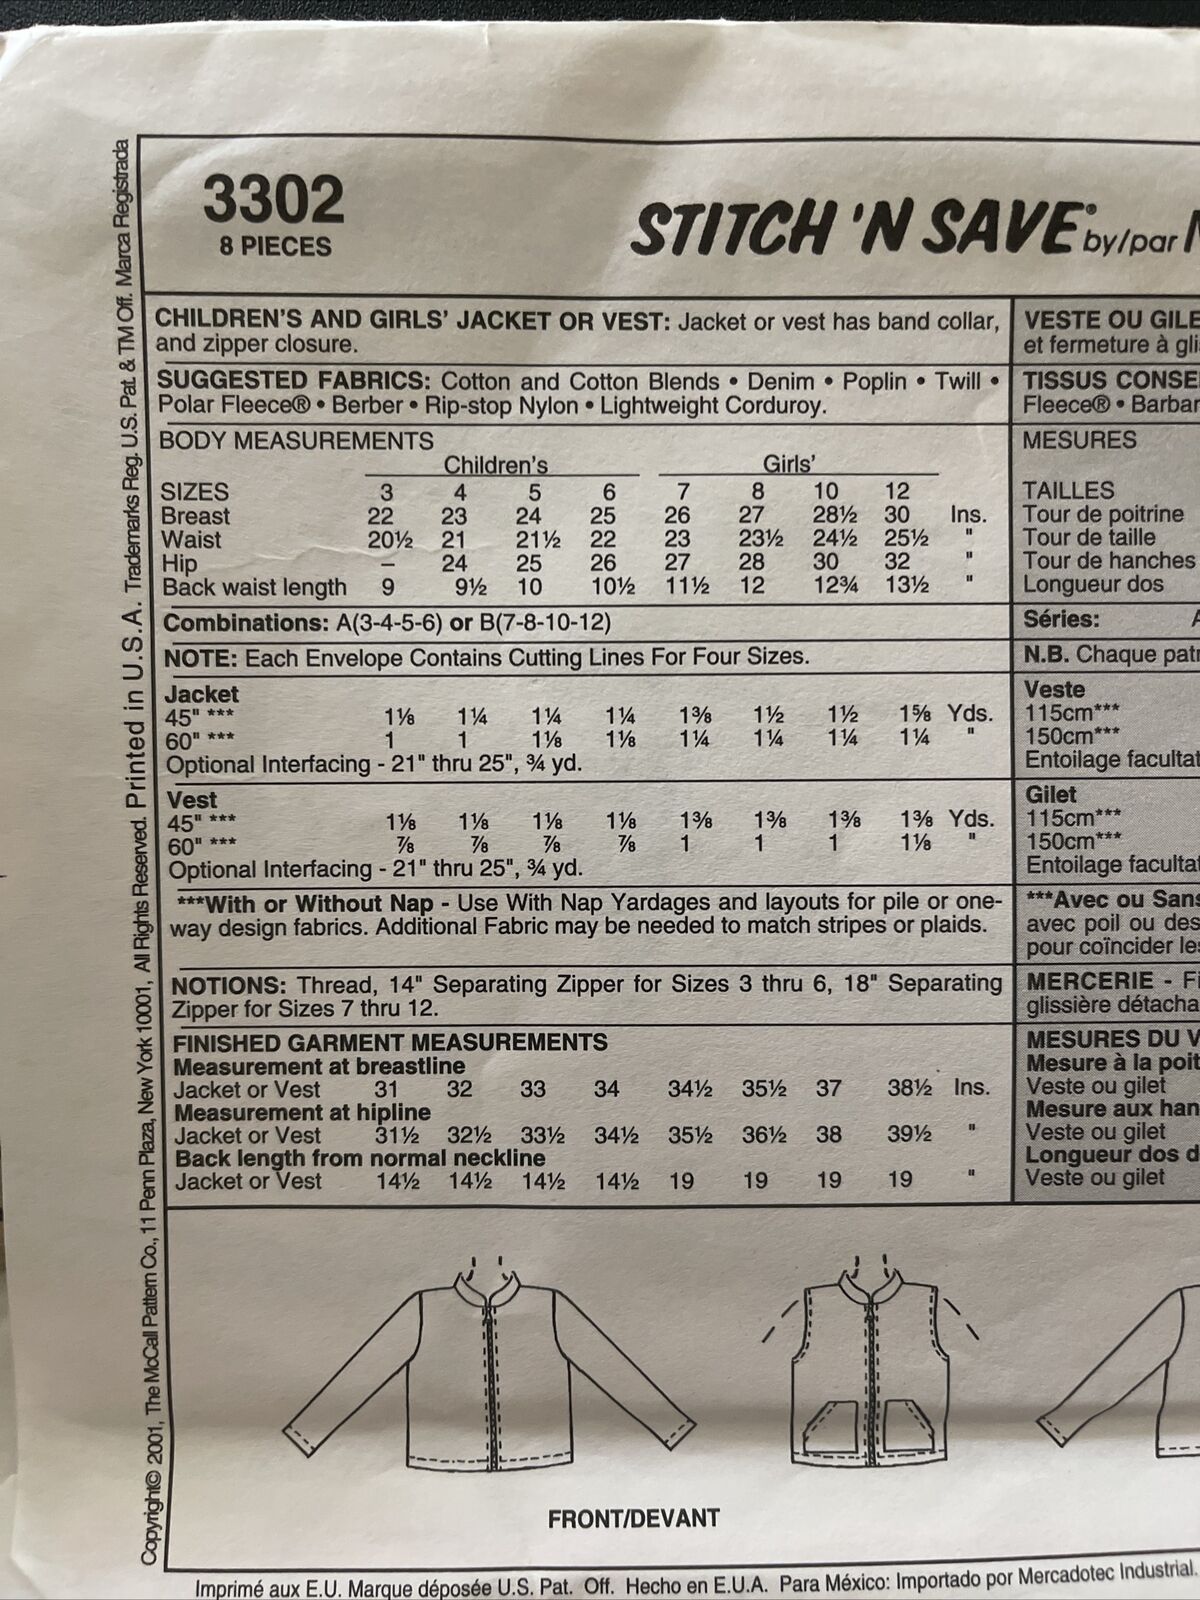 3302
8 PIECES
STITCH 'N SAVE® by/par
CHILDREN'S AND GIRLS' JACKET OR VEST: Jacket or vest has band collar,
and zipper closure.
SUGGESTED FABRICS: Cotton and Cotton Blends • Denim • Poplin • Twill •
Polar Fleece® • Berber • Rip-stop Nylon • Lightweight Corduroy.
BODY MEASUREMENTS
Children's Girls'
SIZES 3 4 5 6 7 8 10 12
Breast 22 23 24 25 26 27 28½ 30 Ins.
Waist 20½ 21 21½ 22 23 23½ 24½ 25½ "
Hip – 24 25 26 27 28 30 32 "
Back waist length 9 9½ 10 10½ 11½ 12 12¾ 13½ "
Combinations: A(3-4-5-6) or B(7-8-10-12)
NOTE: Each Envelope Contains Cutting Lines For Four Sizes.
Jacket
45" *** 1⅛ 1¼ 1¼ 1¼ 1⅜ 1½ 1½ 1⅝ Yds.
60" *** 1 1 1⅛ 1⅛ 1¼ 1¼ 1¼ 1¼ "
Optional Interfacing - 21" thru 25", ¾ yd.
Vest
45" *** 1⅛ 1⅛ 1⅛ 1⅛ 1⅜ 1⅜ 1⅜ 1⅜ Yds.
60" *** ⅞ ⅞ ⅞ ⅞ 1 1 1 1⅛ "
Optional Interfacing - 21" thru 25", ¾ yd.
***With or Without Nap - Use With Nap Yardages and layouts for pile or one-
way design fabrics. Additional Fabric may be needed to match stripes or plaids.
NOTIONS: Thread, 14" Separating Zipper for Sizes 3 thru 6, 18" Separating
Zipper for Sizes 7 thru 12.
FINISHED GARMENT MEASUREMENTS
Measurement at breastline
Jacket or Vest 31 32 33 34 34½ 35½ 37 38½ Ins.
Measurement at hipline
Jacket or Vest 31½ 32½ 33½ 34½ 35½ 36½ 38 39½ "
Back length from normal neckline
Jacket or Vest 14½ 14½ 14½ 14½ 19 19 19 19 "
VESTE OU GILE
et fermeture à gli
TISSUS CONSE
Fleece® • Barbar
MESURES
TAILLES
Tour de poitrine
Tour de taille
Tour de hanches
Longueur dos
Séries:
N.B. Chaque patr
Veste
115cm***
150cm***
Entoilage facultat
Gilet
115cm***
150cm***
Entoilage facultat
***Avec ou Sans
avec poil ou des
pour coïncider les
MERCERIE - Fi
glissière détacha
MESURES DU V
Mesure à la poit
Veste ou gilet
Mesure aux han
Veste ou gilet
Longueur dos d
Veste ou gilet
FRONT/DEVANT
Imprimé aux E.U. Marque déposée U.S. Pat. Off. Hecho en E.U.A. Para México: Importado por Mercadotec Industrial.
Copyright© 2001, The McCall Pattern Co., 11 Penn Plaza, New York 10001, All Rights Reserved. Printed in U.S.A. Trademarks Reg. U.S. Pat. & TM Off. Marca Registrada